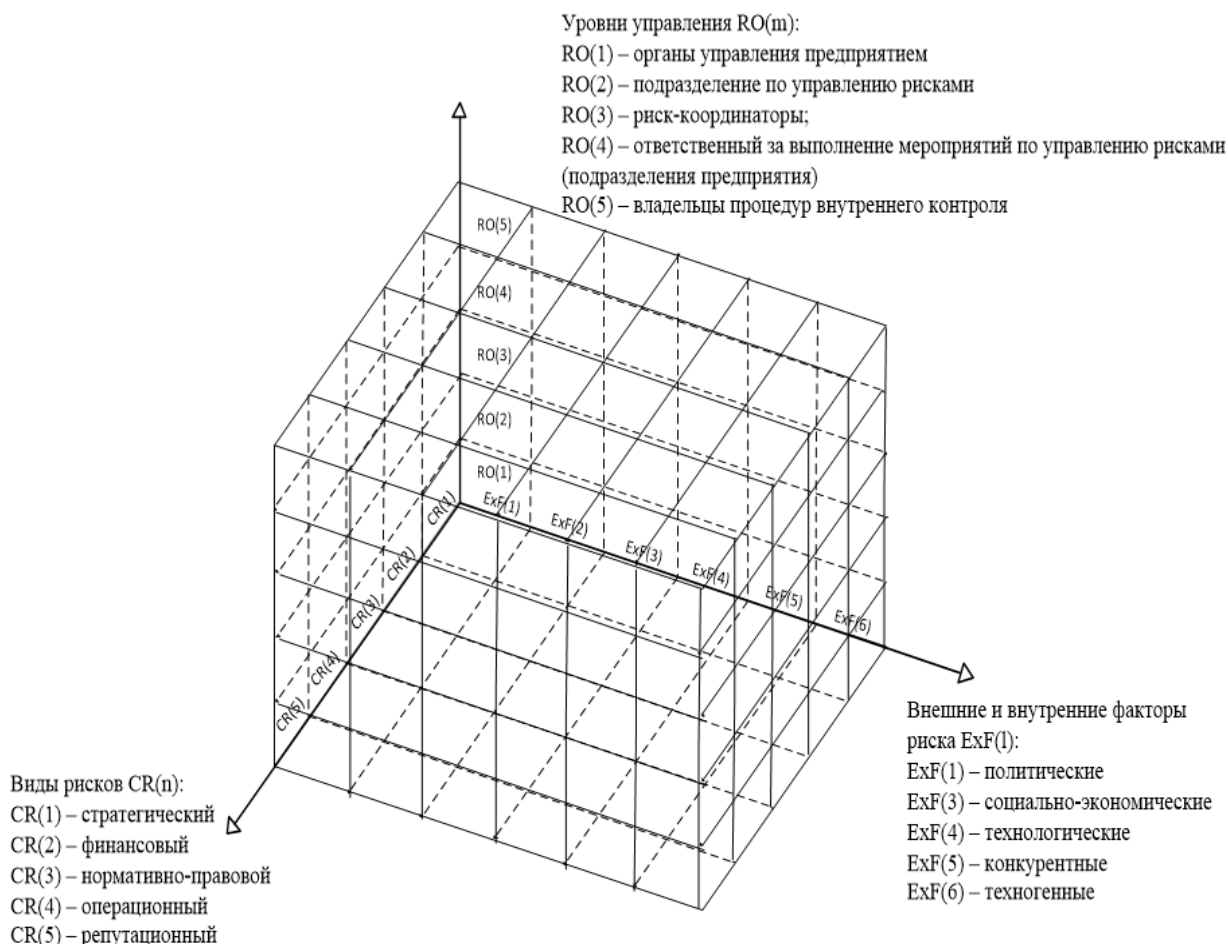 Уровни управления RO(m):
RO(1) – органы управления предприятием
RO(2) – подразделение по управлению рисками
RO(3) – риск-координаторы;
RO(4) – ответственный за выполнение мероприятий по управлению рисками
(подразделения предприятия)
RO(5) – владельцы процедур внутреннего контроля
RO(5)
RO(4)
RO(3)
RO(2)
RO(1)
ExF(1)
ExF(2)
ExF(3)
ExF(4)
ExF(5)
ExF(6)
CR(1)
CR(2)
CR(3)
CR(4)
CR(5)
Внешние и внутренние факторы
риска ExF(l):
ExF(1) – политические
ExF(3) – социально-экономические
ExF(4) – технологические
ExF(5) – конкурентные
ExF(6) – техногенные
Виды рисков CR(n):
CR(1) – стратегический
CR(2) – финансовый
CR(3) – нормативно-правовой
CR(4) – операционный
CR(5) – репутационный